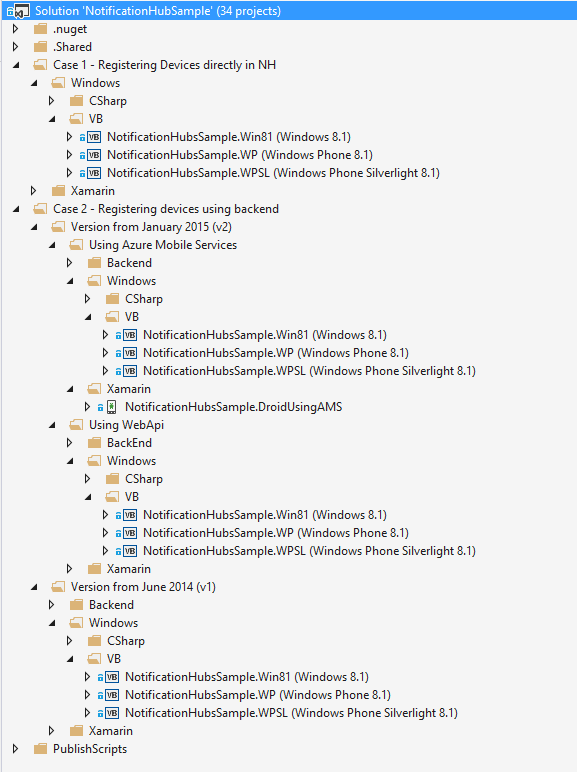 Solution 'NotificationHubSample' (34 projects)
.nuget
.Shared
Case 1 - Registering Devices directly in NH
Windows
CSharp
VB
VB NotificationHubsSample.Win81 (Windows 8.1)
VB NotificationHubsSample.WP (Windows Phone 8.1)
VB NotificationHubsSample.WPSL (Windows Phone Silverlight 8.1)
Xamarin
Case 2 - Registering devices using backend
Version from January 2015 (v2)
Using Azure Mobile Services
Backend
Windows
CSharp
VB
VB NotificationHubsSample.Win81 (Windows 8.1)
VB NotificationHubsSample.WP (Windows Phone 8.1)
VB NotificationHubsSample.WPSL (Windows Phone Silverlight 8.1)
Xamarin
NotificationHubsSample.DroidUsingAMS
Using WebApi
BackEnd
Windows
CSharp
VB
VB NotificationHubsSample.Win81 (Windows 8.1)
VB NotificationHubsSample.WP (Windows Phone 8.1)
VB NotificationHubsSample.WPSL (Windows Phone Silverlight 8.1)
Xamarin
Version from June 2014 (v1)
Backend
Windows
CSharp
VB
VB NotificationHubsSample.Win81 (Windows 8.1)
VB NotificationHubsSample.WP (Windows Phone 8.1)
VB NotificationHubsSample.WPSL (Windows Phone Silverlight 8.1)
Xamarin
PublishScripts